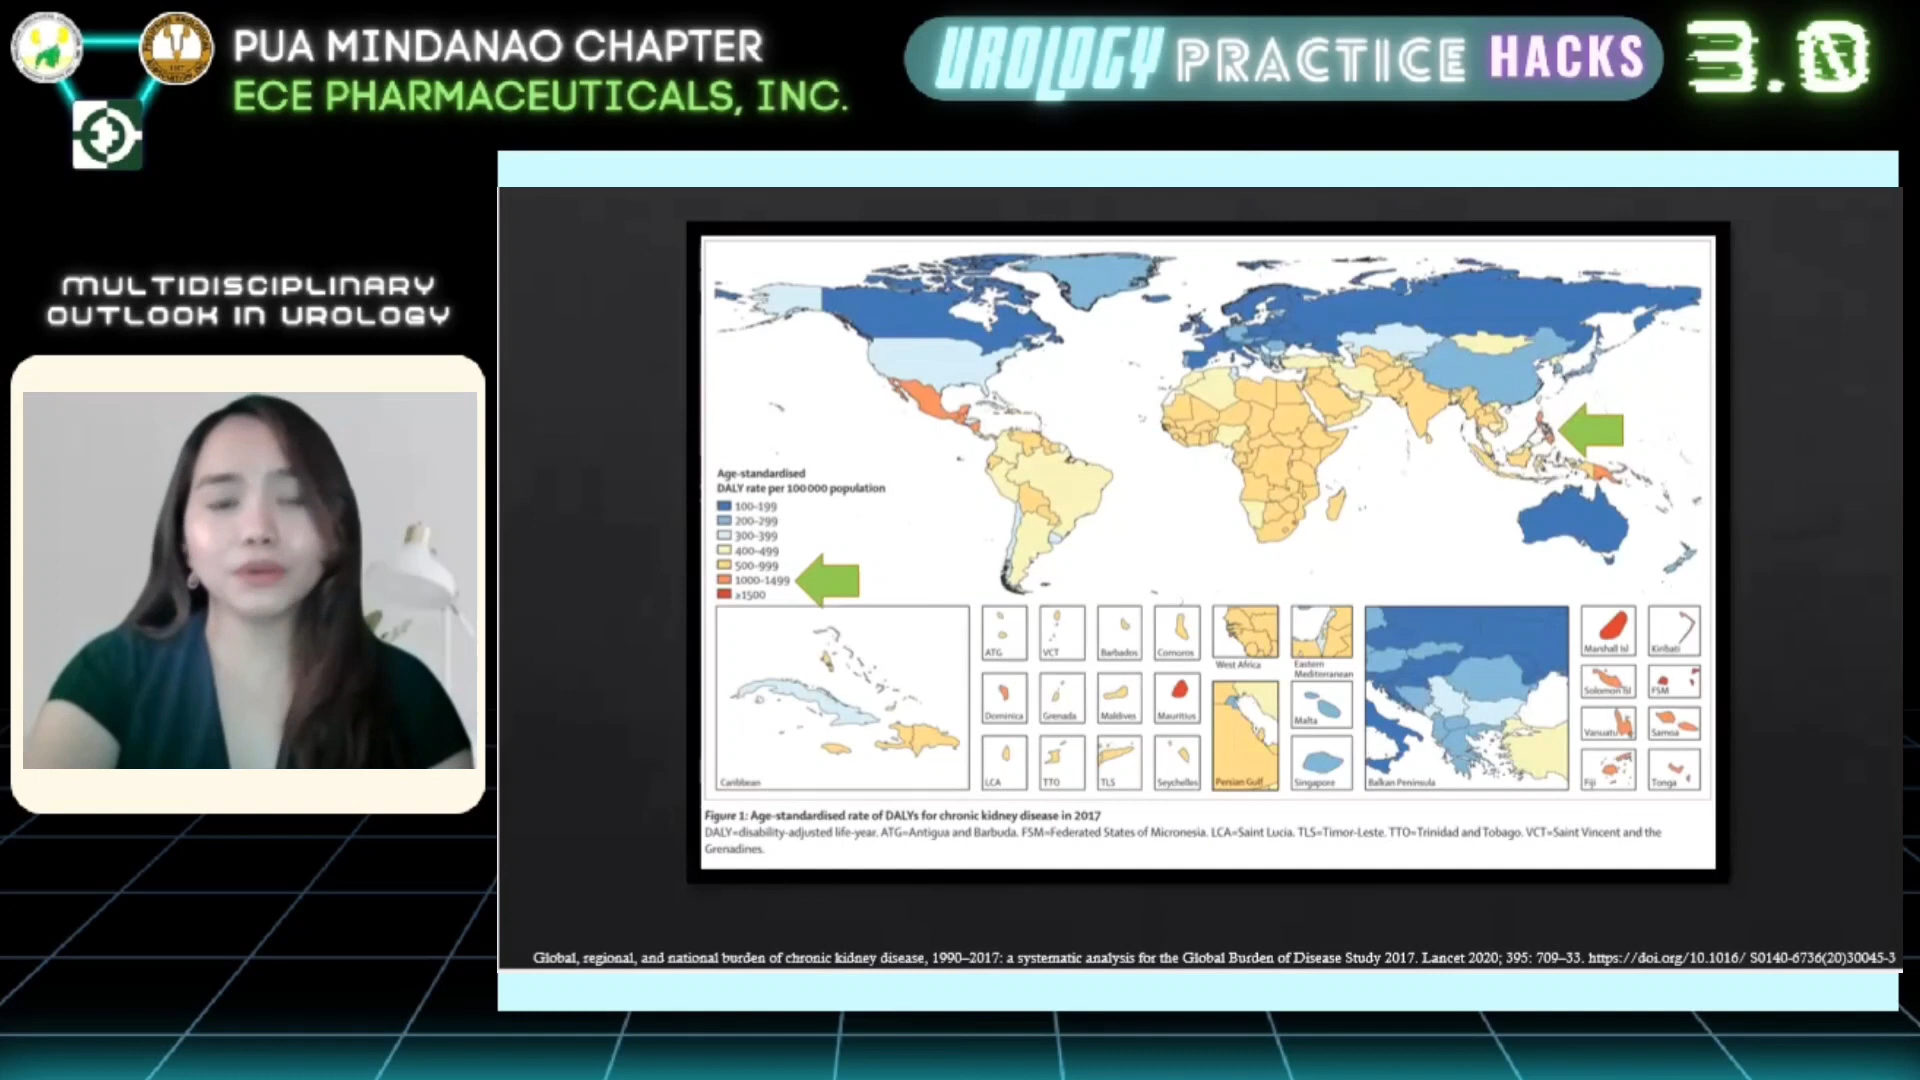 PUA MINDANAO CHAPTER
ECE PHARMACEUTICALS, INC.
UROLOGY PRACTICE HACKS 3.0
MULTIDISCIPLINARY
OUTLOOK IN UROLOGY
Age-standardised
DALY rate per 100 000 population
100–199
200–299
300–399
400–499
500–999
1000–1499
≥1500
Caribbean
ATG
VCT
Barbados
Comoros
West Africa
Eastern
Mediterranean
Marshall Isl
Kiribati
Dominica
Grenada
Maldives
Mauritius
Malta
Solomon Isl
FSM
Vanuatu
Samoa
LCA
TTO
TLS
Seychelles
Persian Gulf
Singapore
Balkan Peninsula
Fiji
Tonga
Figure 1: Age-standardised rate of DALYs for chronic kidney disease in 2017
DALY=disability-adjusted life-year. ATG=Antigua and Barbuda. FSM=Federated States of Micronesia. LCA=Saint Lucia. TLS=Timor-Leste. TTO=Trinidad and Tobago. VCT=Saint Vincent and the
Grenadines.
Global, regional, and national burden of chronic kidney disease, 1990–2017: a systematic analysis for the Global Burden of Disease Study 2017. Lancet 2020; 395: 709–33. https://doi.org/10.1016/ S0140-6736(20)30045-3